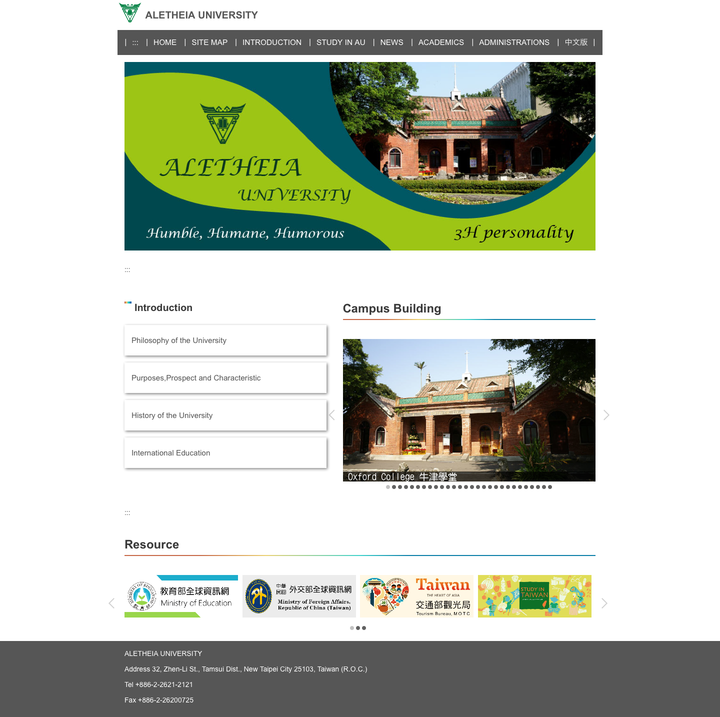 ALETHEIA UNIVERSITY
| ::: | HOME | SITE MAP | INTRODUCTION | STUDY IN AU | NEWS | ACADEMICS | ADMINISTRATIONS | 中文版 |
ALETHEIA
UNIVERSITY
Humble, Humane, Humorous
3H personality
:::
Introduction
Philosophy of the University
Purposes,Prospect and Characteristic
History of the University
International Education
Campus Building
Oxford College 牛津學堂
:::
Resource
教育部全球資訊網
Ministry of Education
中華民國 外交部全球資訊網
Ministry of Foreign Affairs,
Republic of China (Taiwan)
Taiwan
THE HEART OF ASIA
交通部觀光局
Tourism Bureau, MOTC
STUDY IN
TAIWAN
ALETHEIA UNIVERSITY
Address 32, Zhen-Li St., Tamsui Dist., New Taipei City 25103, Taiwan (R.O.C.)
Tel +886-2-2621-2121
Fax +886-2-26200725